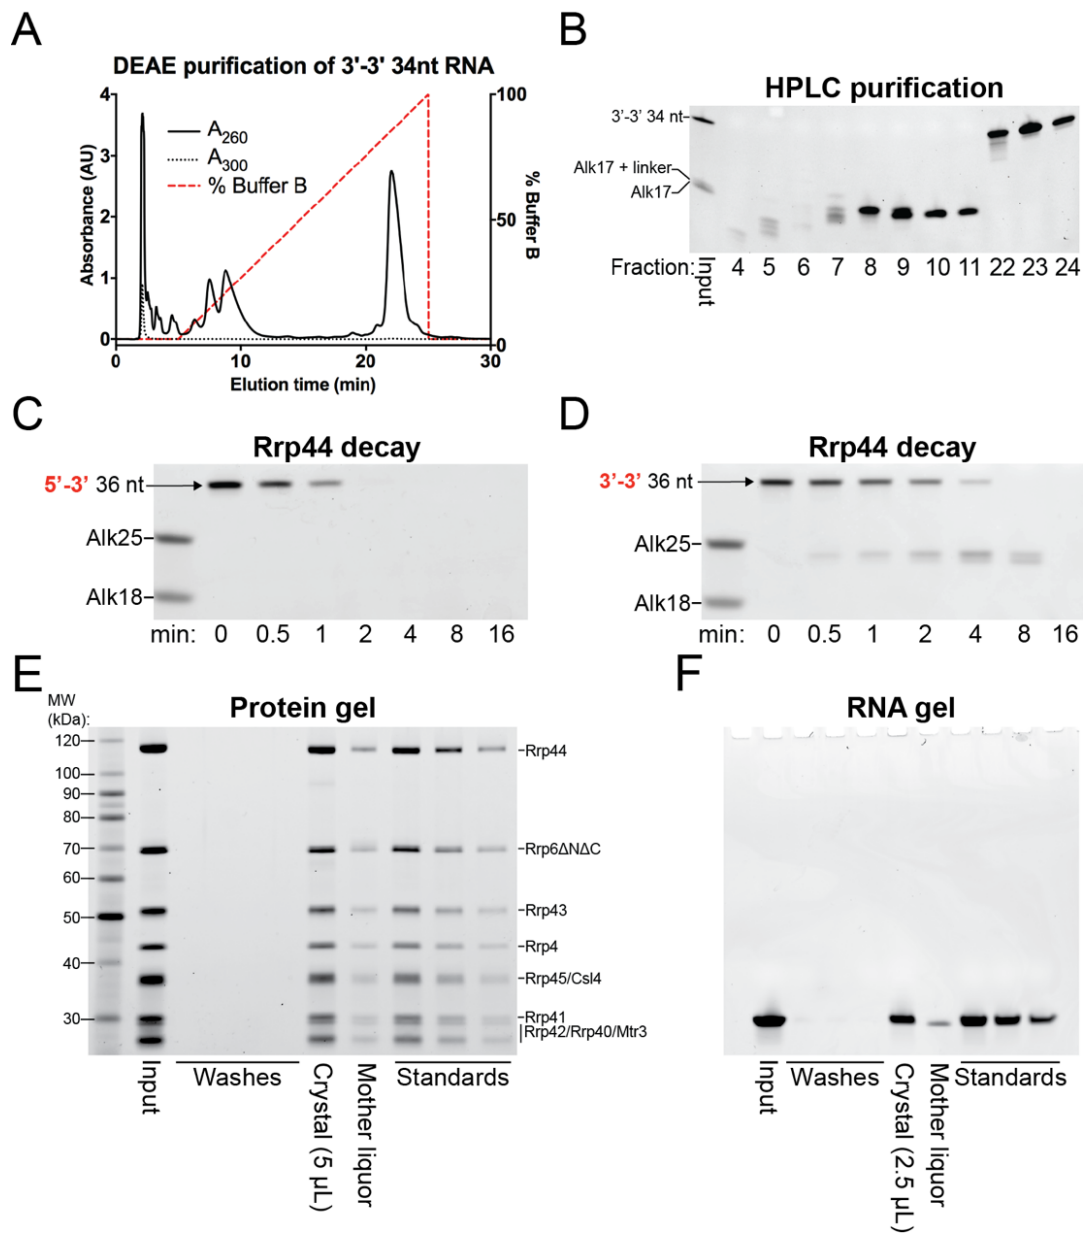 A
DEAE purification of 3'-3' 34nt RNA
4
3
2
1
0
Absorbance (AU)
A260
A300
% Buffer B
100
50
0
% Buffer B
0
10
20
30
Elution time (min)
B
HPLC purification
3'-3' 34 nt
Alk17 + linker
Alk17
Fraction:
Input
4 5 6 7 8 9 10 11 22 23 24
C
Rrp44 decay
5'-3' 36 nt
Alk25
Alk18
min: 0 0.5 1 2 4 8 16
D
Rrp44 decay
3'-3' 36 nt
Alk25
Alk18
min: 0 0.5 1 2 4 8 16
E
Protein gel
MW
(kDa):
120
100
90
80
70
60
50
40
30
Rrp44
Rrp6ΔNΔC
Rrp43
Rrp4
Rrp45/Csl4
Rrp41
Rrp42/Rrp40/Mtr3
Input
Washes
Crystal (5 µL)
Mother liquor
Standards
F
RNA gel
Input
Washes
Crystal (2.5 µL)
Mother liquor
Standards